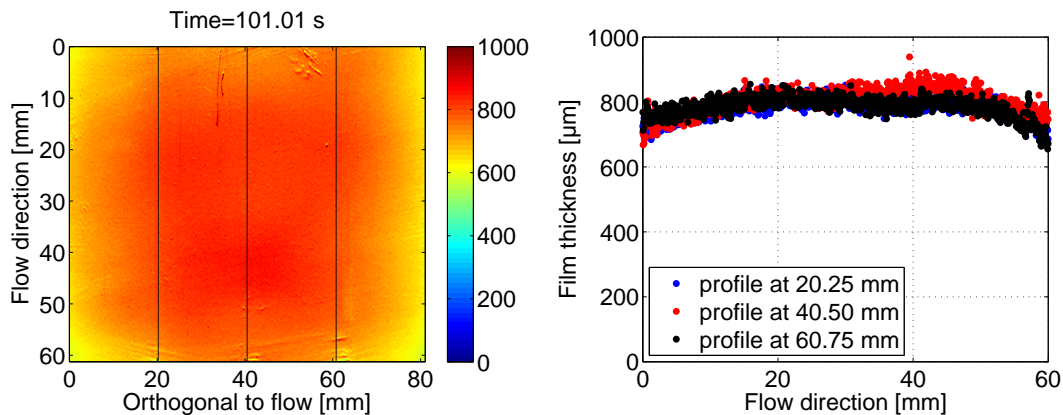 Time=101.01 s
0
10
20
30
40
50
60
Flow direction [mm]
0 20 40 60 80
Orthogonal to flow [mm]
1000
800
600
400
200
0
1000
800
600
400
200
0
Film thickness [µm]
profile at 20.25 mm
profile at 40.50 mm
profile at 60.75 mm
0 20 40 60
Flow direction [mm]